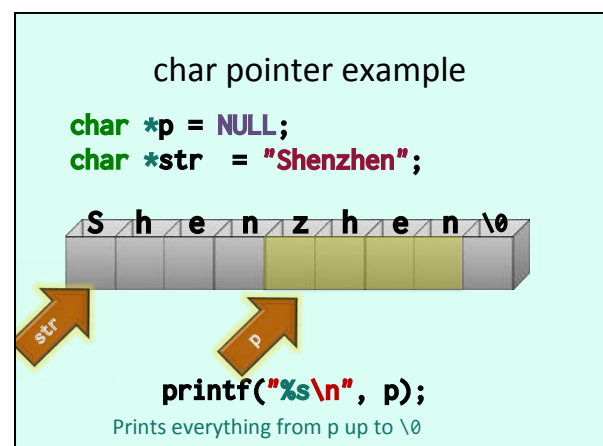 char pointer example
char *p = NULL;
char *str = "Shenzhen";
S h e n z h e n \0
str
p
printf("%s\n", p);
Prints everything from p up to \0